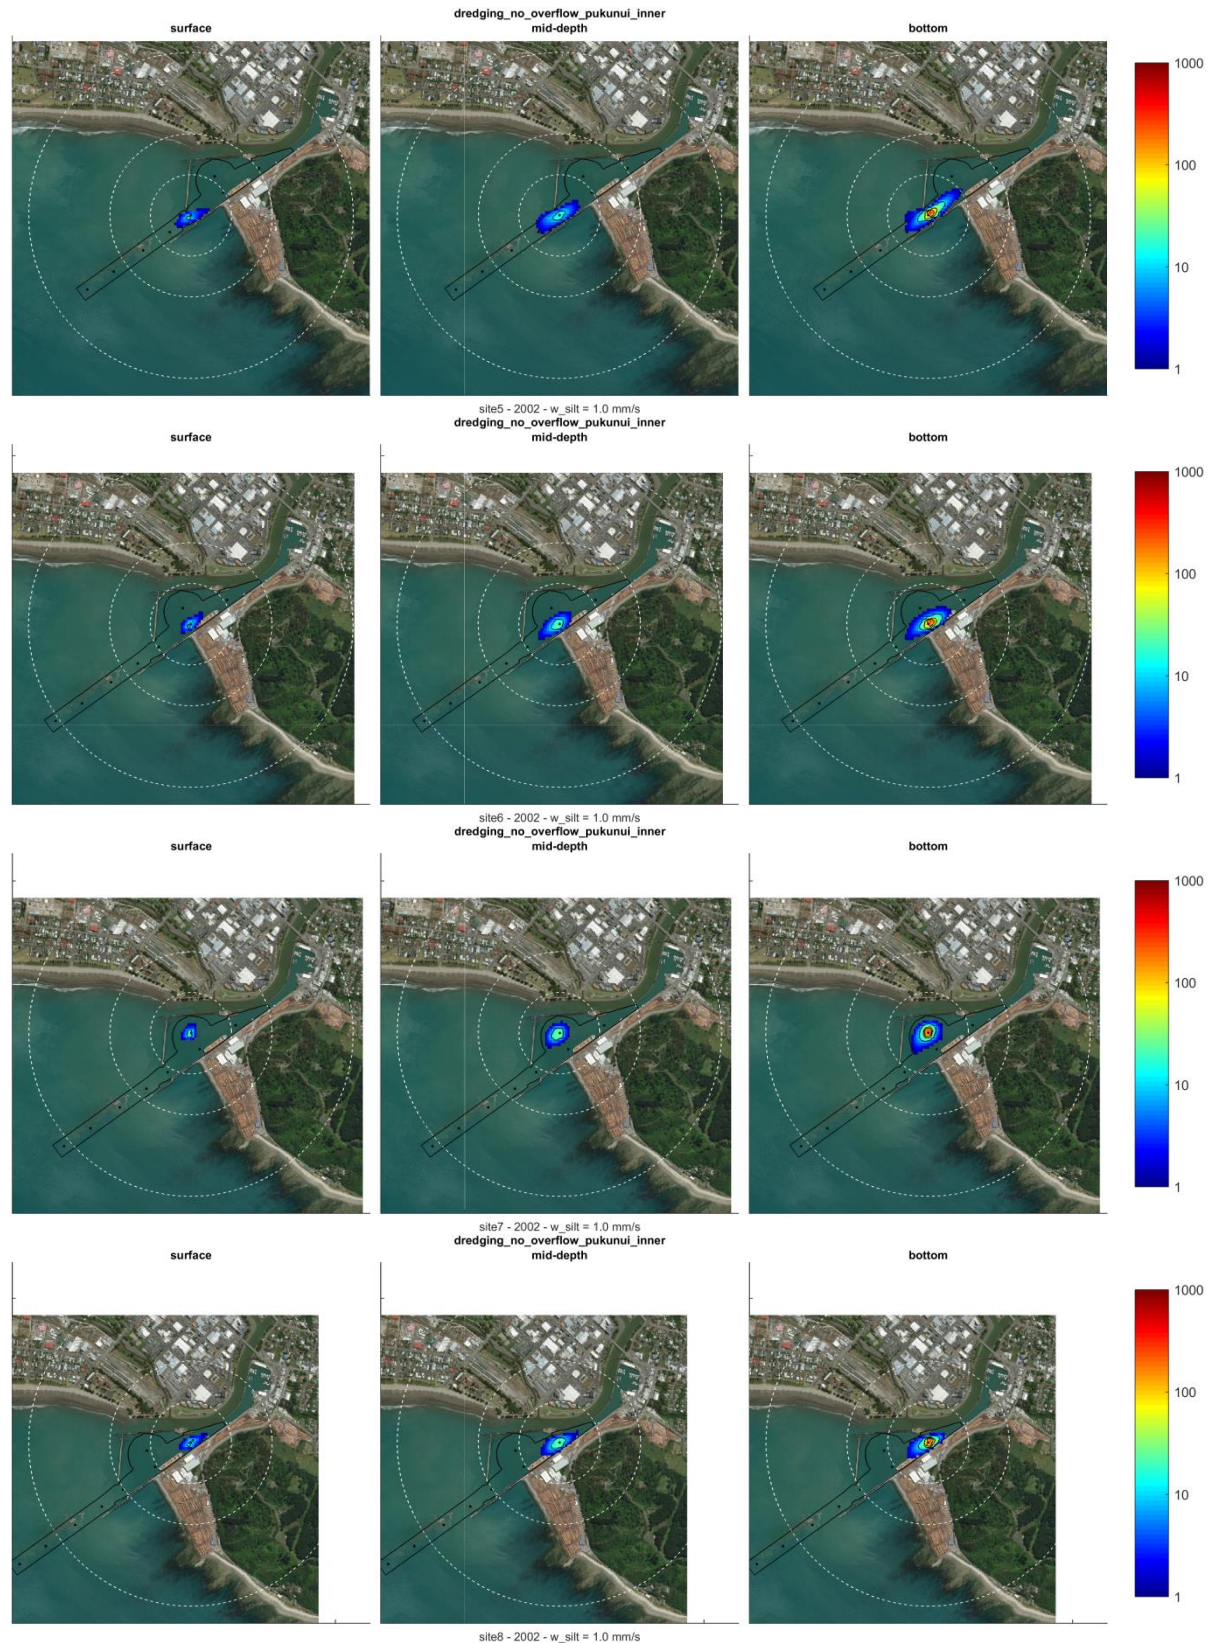 dredging_no_overflow_pukunui_inner
surface mid-depth bottom
1000
100
10
1
site5 - 2002 - w_silt = 1.0 mm/s
dredging_no_overflow_pukunui_inner
surface mid-depth bottom
1000
100
10
1
site6 - 2002 - w_silt = 1.0 mm/s
dredging_no_overflow_pukunui_inner
surface mid-depth bottom
1000
100
10
1
site7 - 2002 - w_silt = 1.0 mm/s
dredging_no_overflow_pukunui_inner
surface mid-depth bottom
1000
100
10
1
site8 - 2002 - w_silt = 1.0 mm/s